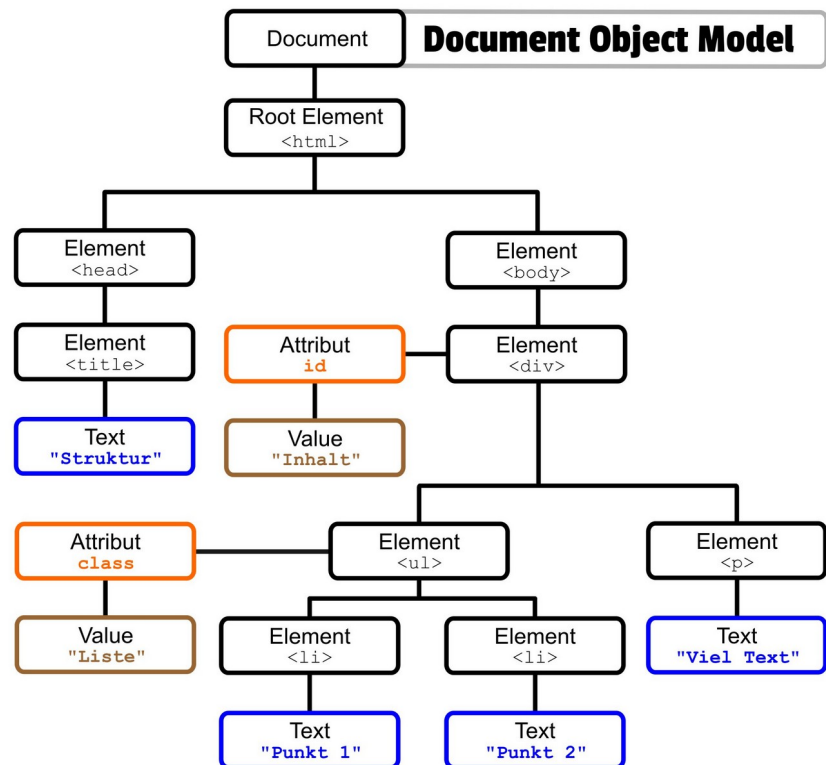 Document
Document Object Model
Root Element
<html>
Element
<head>
Element
<body>
Element
<title>
Attribut
id
Element
<div>
Text
"Struktur"
Value
"Inhalt"
Attribut
class
Element
<ul>
Element
<p>
Value
"Liste"
Element
<li>
Element
<li>
Text
"Viel Text"
Text
"Punkt 1"
Text
"Punkt 2"